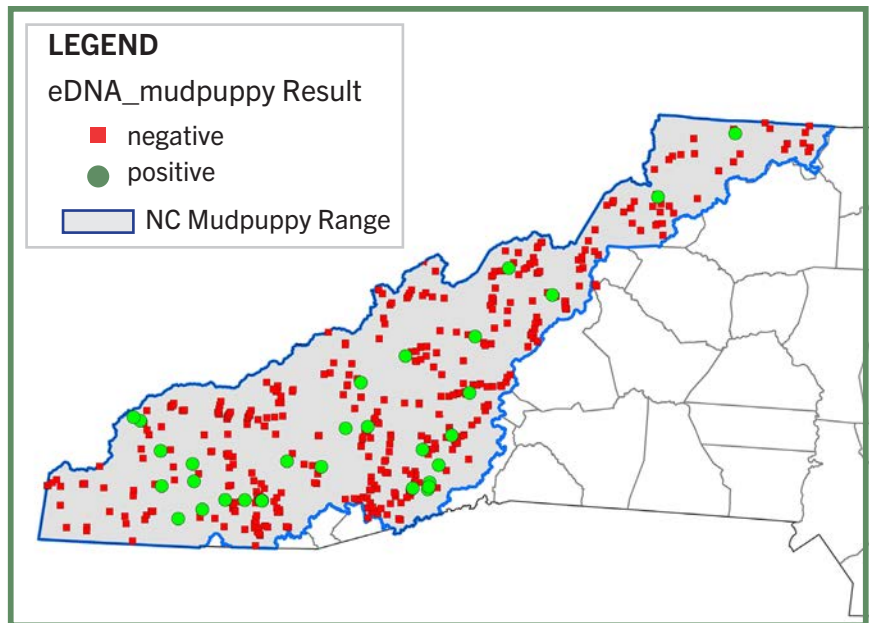 LEGEND
eDNA_mudpuppy Result
negative
positive
NC Mudpuppy Range